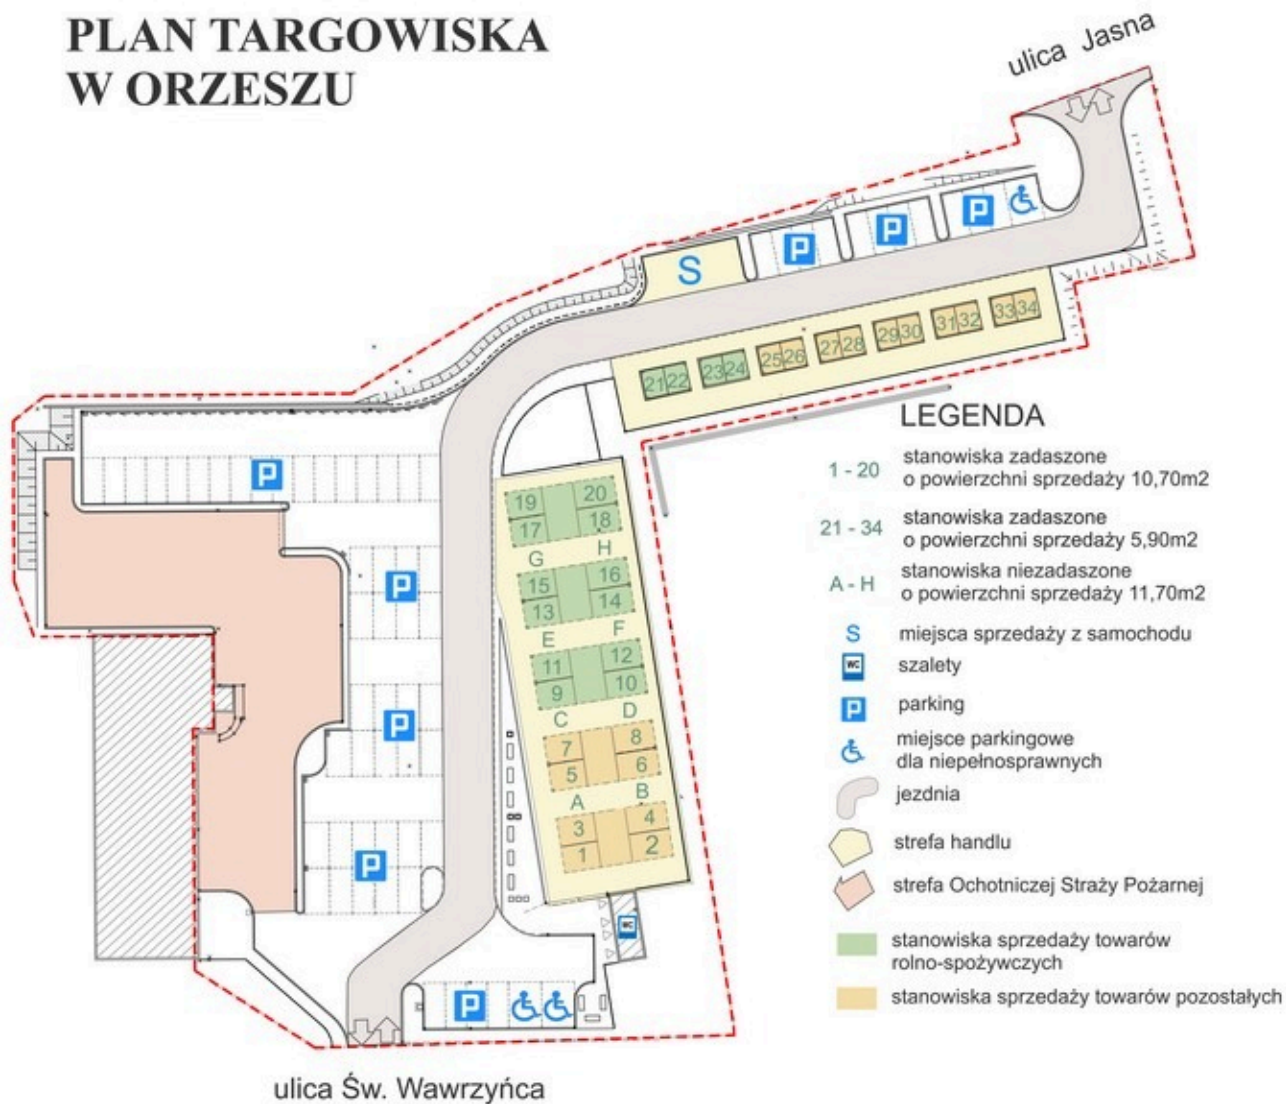 PLAN TARGOWISKA
W ORZESZU
ulica Jasna
P
P
P
S
21 22 23 24 25 26 27 28 29 30 31 32 33 34
P
19 20
17 18
G H
15 16
13 14
E F
11 12
9 10
C D
7 8
5 6
A B
3 4
1 2
P
P
P
WC
P
ulica Św. Wawrzyńca
LEGENDA
1 - 20 stanowiska zadaszone
o powierzchni sprzedaży 10,70m2
21 - 34 stanowiska zadaszone
o powierzchni sprzedaży 5,90m2
A - H stanowiska niezadaszone
o powierzchni sprzedaży 11,70m2
S miejsca sprzedaży z samochodu
WC szalety
P parking
miejsce parkingowe
dla niepełnosprawnych
jezdnia
strefa handlu
strefa Ochotniczej Straży Pożarnej
stanowiska sprzedaży towarów
rolno-spożywczych
stanowiska sprzedaży towarów pozostałych